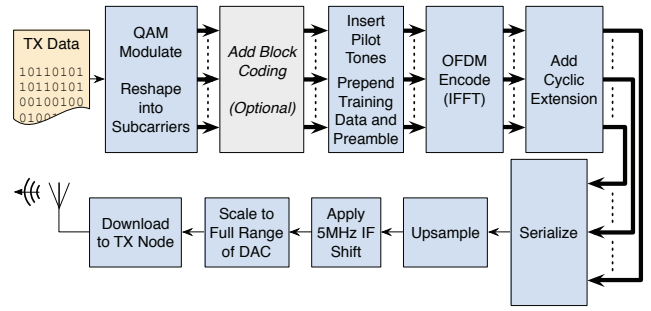 TX Data
10110101
10110101
00100100
QAM
Modulate
Reshape
into
Subcarriers
Add Block
Coding
(Optional)
Insert
Pilot
Tones
Prepend
Training
Data and
Preamble
OFDM
Encode
(IFFT)
Add
Cyclic
Extension
Download
to TX Node
Scale to
Full Range
of DAC
Apply
5MHz IF
Shift
Upsample
Serialize